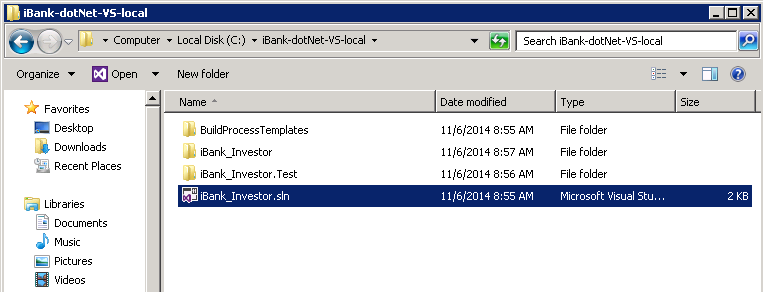 iBank-dotNet-VS-local
Computer Local Disk (C:) iBank-dotNet-VS-local Search iBank-dotNet-VS-local
Organize Open New folder
Favorites
Desktop
Downloads
Recent Places
Libraries
Documents
Music
Pictures
Videos
Name Date modified Type Size
BuildProcessTemplates 11/6/2014 8:55 AM File folder
iBank_Investor 11/6/2014 8:57 AM File folder
iBank_Investor.Test 11/6/2014 8:56 AM File folder
iBank_Investor.sln 11/6/2014 8:55 AM Microsoft Visual Stu... 2 KB